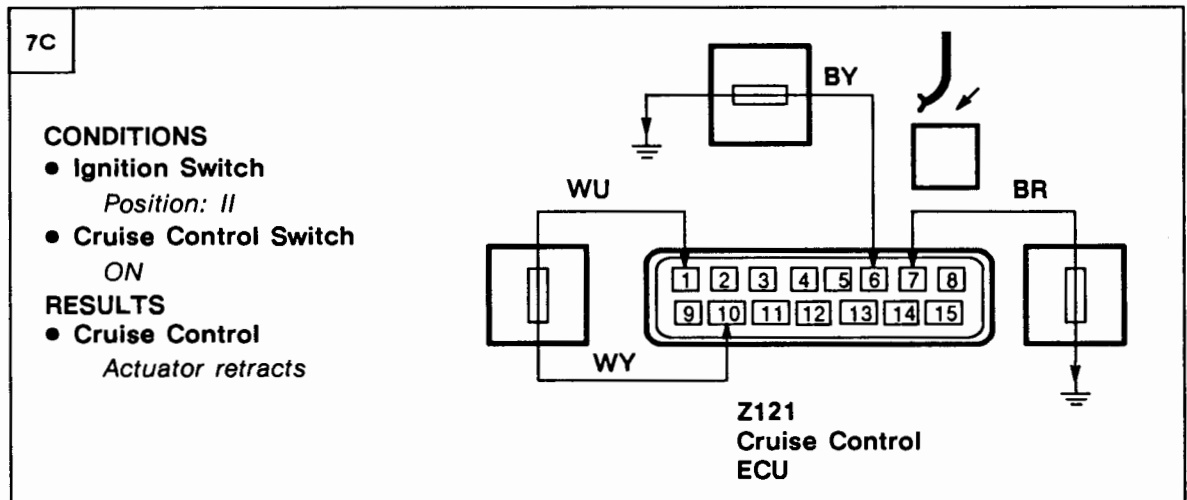 7C
CONDITIONS
● Ignition Switch
Position: II
● Cruise Control Switch
ON
RESULTS
● Cruise Control
Actuator retracts
BY
WU
BR
1 2 3 4 5 6 7 8
9 10 11 12 13 14 15
WY
Z121
Cruise Control
ECU